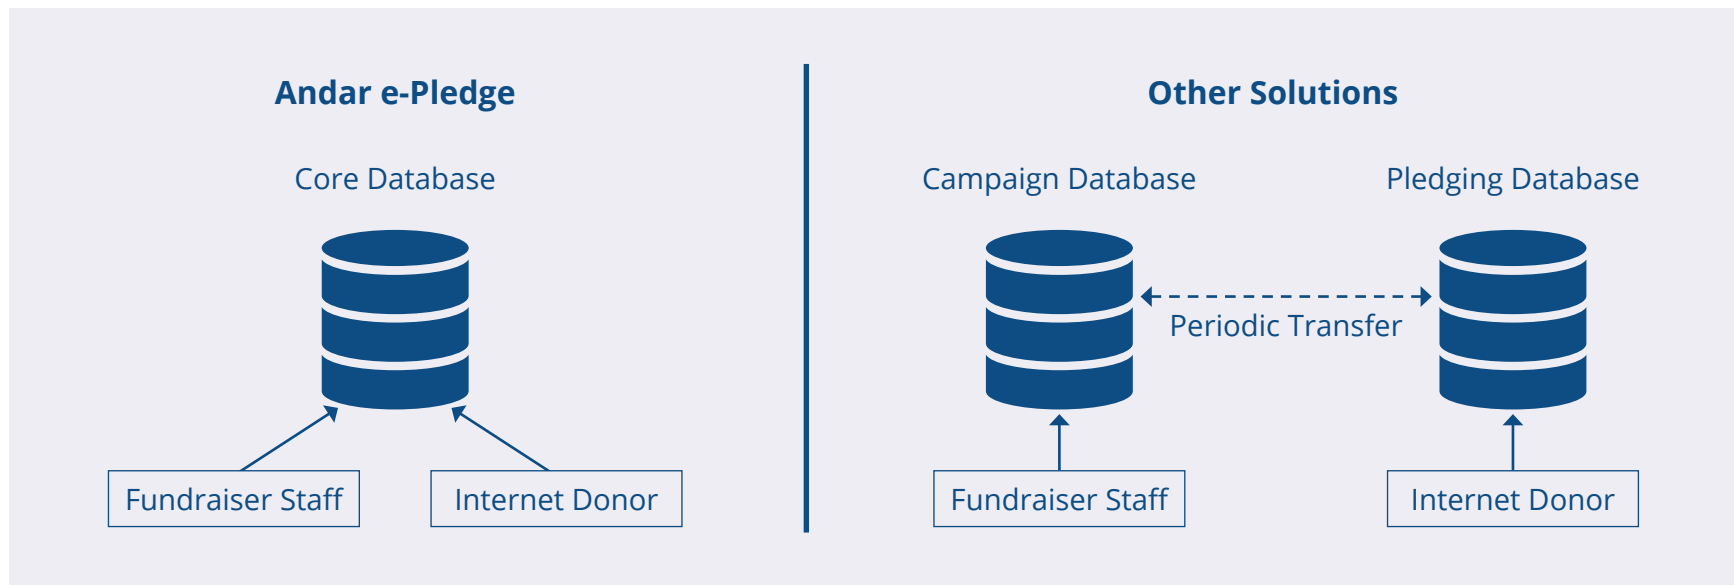 Andar e-Pledge
Core Database
Fundraiser Staff
Internet Donor
Other Solutions
Campaign Database
Pledging Database
Periodic Transfer
Fundraiser Staff
Internet Donor